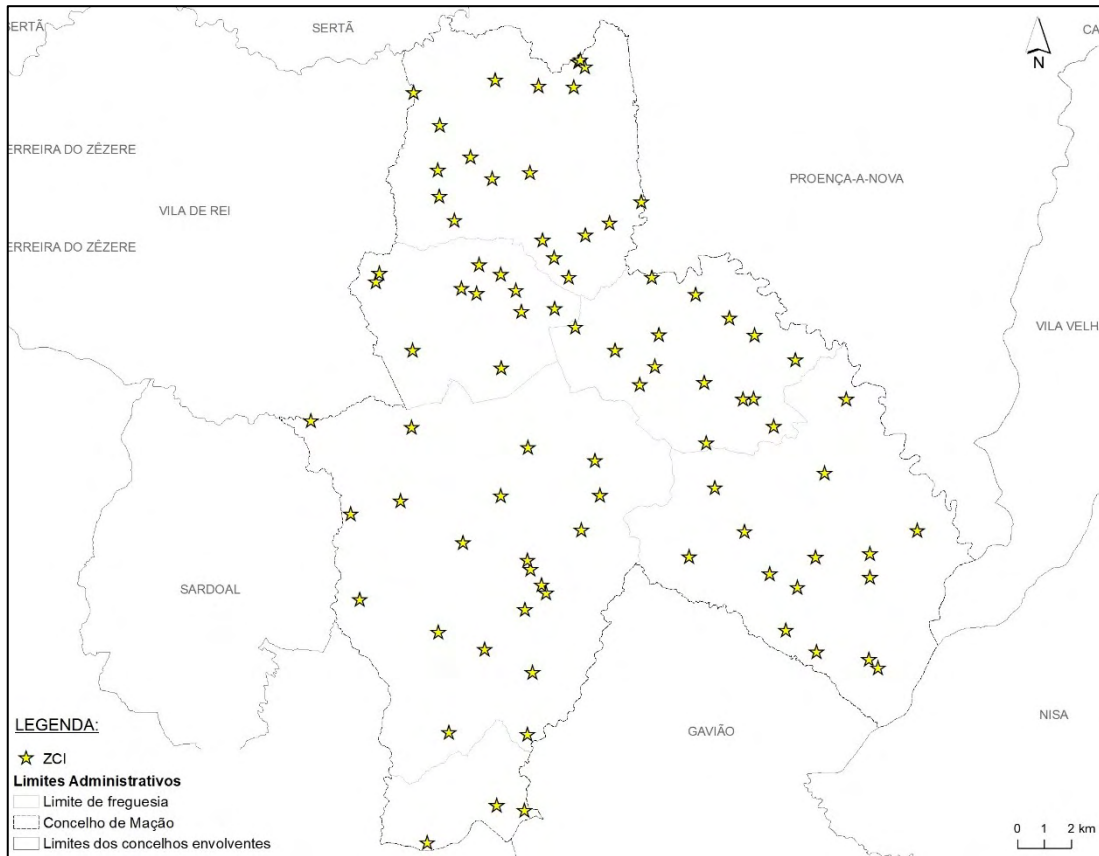 SERTÃ
SERTÃ
CA
N
ERREIRA DO ZÊZERE
PROENÇA-A-NOVA
VILA DE REI
ERREIRA DO ZÊZERE
VILA VELH
SARDOAL
GAVIÃO
NISA
LEGENDA:
ZCI
Limites Administrativos
Limite de freguesia
Concelho de Mação
Limites dos concelhos envolventes
0 1 2 km